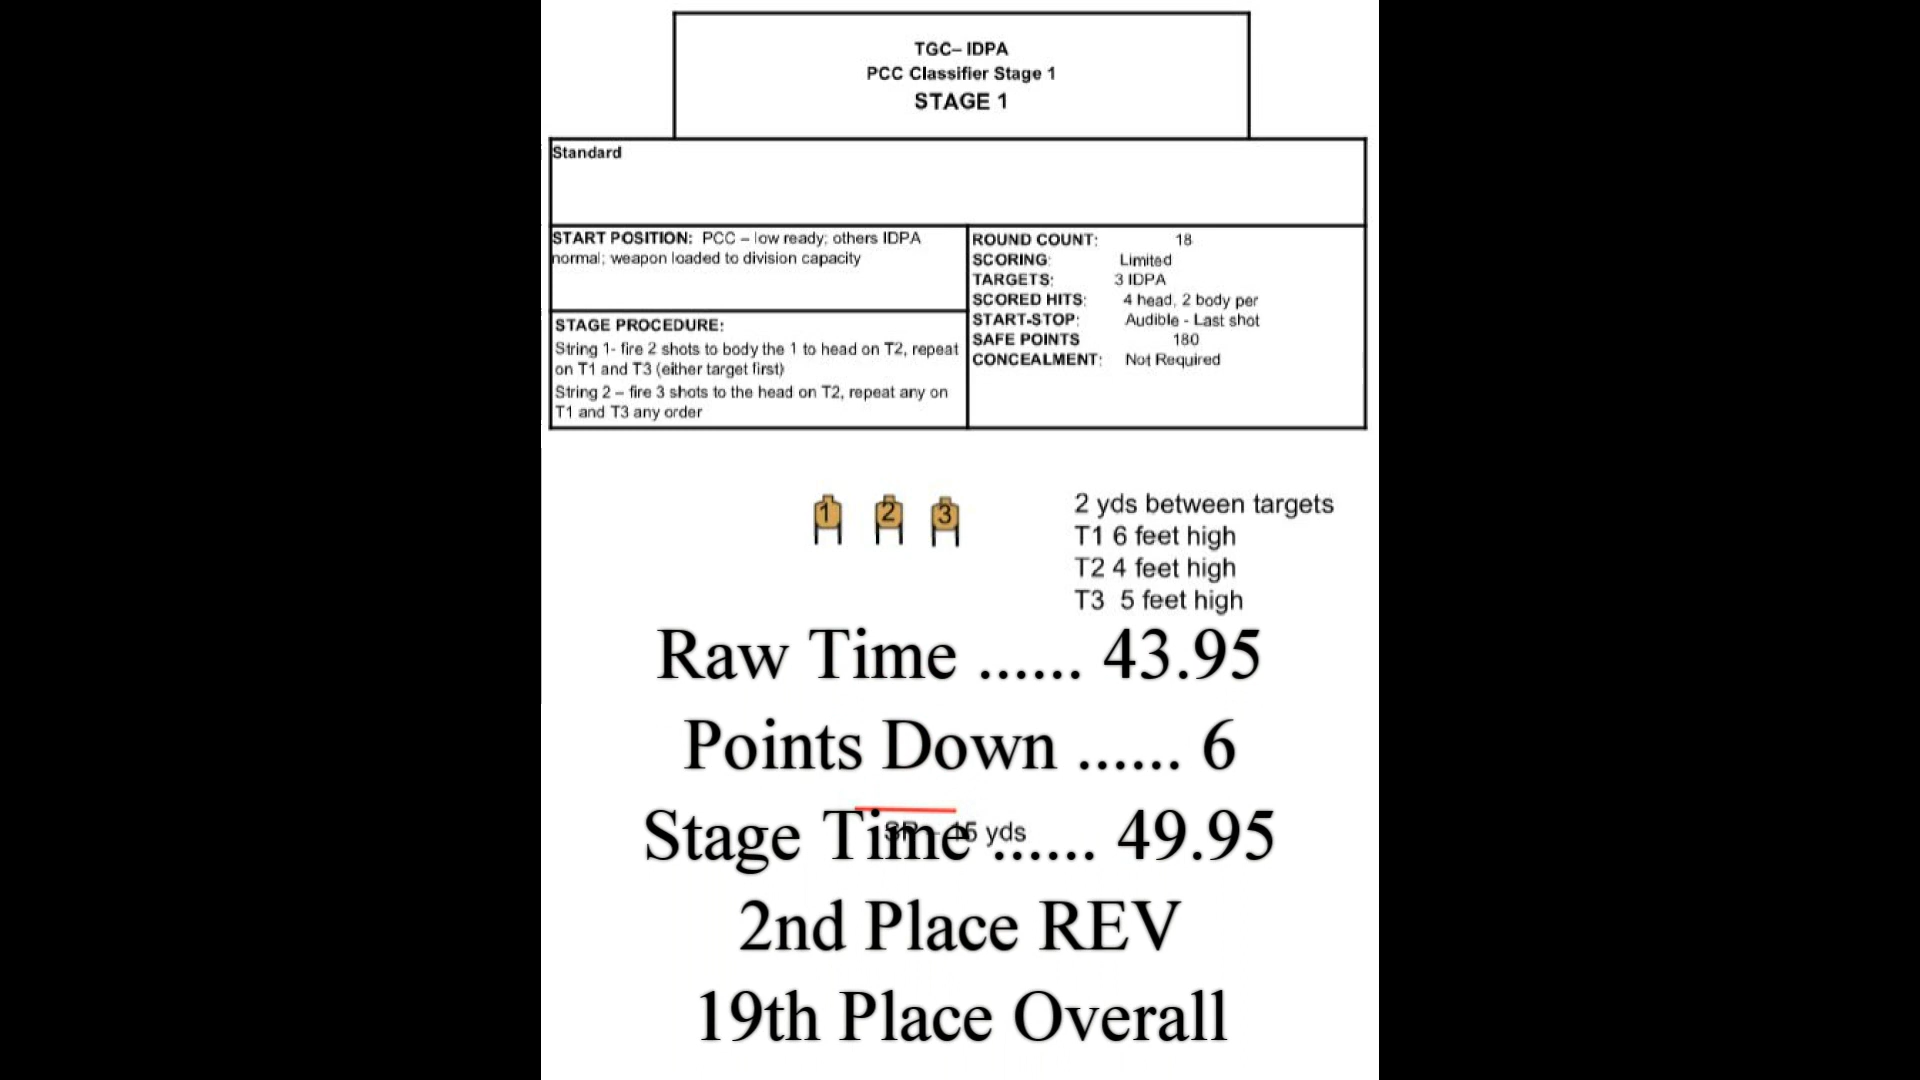 TGC– IDPA
PCC Classifier Stage 1
STAGE 1
Standard
START POSITION: PCC – low ready; others IDPA
normal; weapon loaded to division capacity
STAGE PROCEDURE:
String 1- fire 2 shots to body the 1 to head on T2, repeat
on T1 and T3 (either target first)
String 2 – fire 3 shots to the head on T2, repeat any on
T1 and T3 any order
ROUND COUNT: 18
SCORING: Limited
TARGETS: 3 IDPA
SCORED HITS: 4 head, 2 body per
START-STOP: Audible - Last shot
SAFE POINTS 180
CONCEALMENT: Not Required
1 2 3
2 yds between targets
T1 6 feet high
T2 4 feet high
T3 5 feet high
Raw Time ...... 43.95
Points Down ...... 6
yds
Stage Time ...... 49.95
2nd Place REV
19th Place Overall